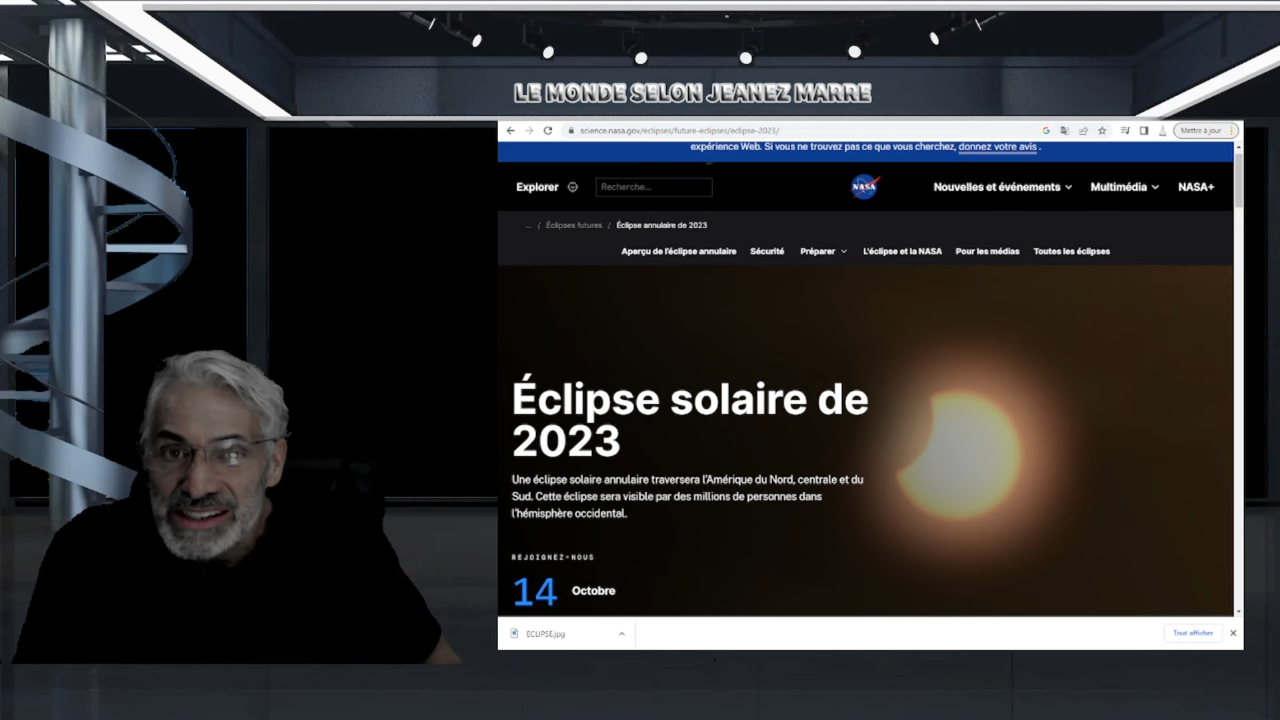 LE MONDE SELON JEANEZ MARRE
science.nasa.gov/eclipses/future-eclipses/eclipse-2023/
Mettre à jour
expérience Web. Si vous ne trouvez pas ce que vous cherchez, donnez votre avis .
Explorer
Recherche...
NASA
Nouvelles et événements
Multimédia
NASA+
... / Éclipses futures / Éclipse annulaire de 2023
Aperçu de l'éclipse annulaire
Sécurité
Préparer
L'éclipse et la NASA
Pour les médias
Toutes les éclipses
Éclipse solaire de
2023
Une éclipse solaire annulaire traversera l'Amérique du Nord, centrale et du
Sud. Cette éclipse sera visible par des millions de personnes dans
l'hémisphère occidental.
REJOIGNEZ-NOUS
14 Octobre
ECLIPSE.jpg
Tout afficher